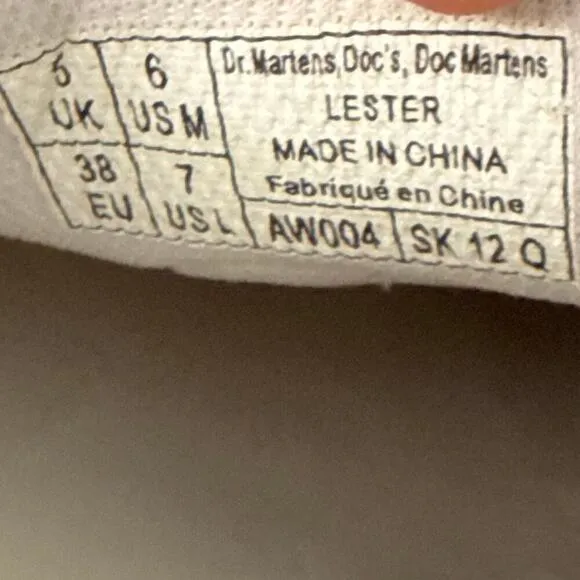 5 UK
6 US M
38 EU
7 US L
Dr. Martens, Doc's, Doc Martens
LESTER
MADE IN CHINA
Fabriqué en Chine
AW004
SK 12 Q